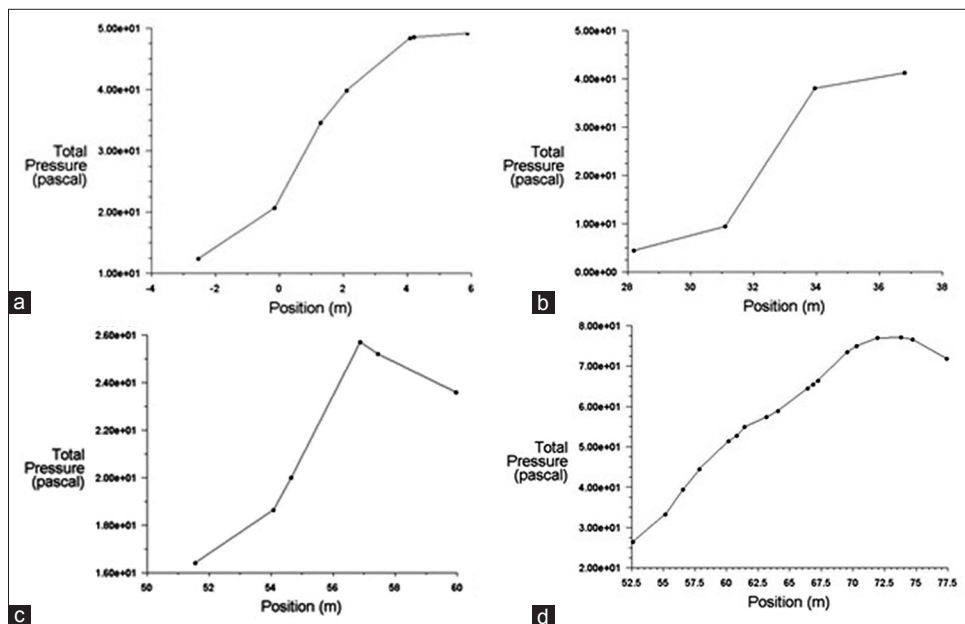 5.00e+01
4.00e+01
Total
Pressure
(pascal)
3.00e+01
2.00e+01
1.00e+01
-4 -2 0 2 4 6
Position (m)
a
5.00e+01
4.00e+01
3.00e+01
Total
Pressure
(pascal)
2.00e+01
1.00e+01
0.00e+00
28 30 32 34 36 38
Position (m)
b
2.60e+01
2.40e+01
2.20e+01
Total
Pressure
(pascal)
2.00e+01
1.80e+01
1.60e+01
50 52 54 56 58 60
Position (m)
c
8.00e+01
7.00e+01
6.00e+01
Total
Pressure
(pascal)
5.00e+01
4.00e+01
3.00e+01
2.00e+01
52.5 55 57.5 60 62.5 65 67.5 70 72.5 75 77.5
Position (m)
d